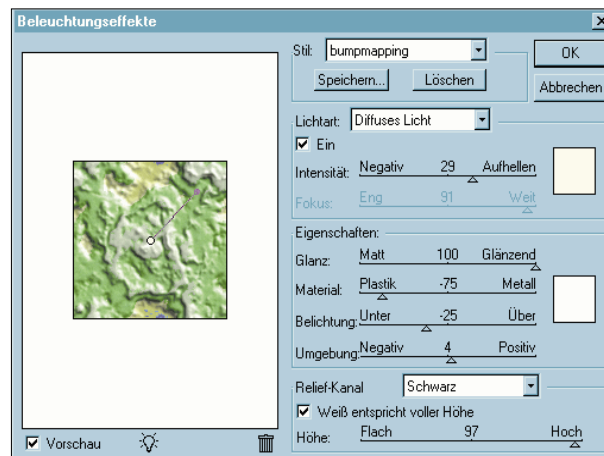 Beleuchtungseffekte
Stil: bumpmapping
OK
Speichern... Löschen
Abbrechen
Lichtart: Diffuses Licht
Ein
Intensität: Negativ 29 Aufhellen
Fokus: Eng 91 Weit
Eigenschaften:
Glanz: Matt 100 Glänzend
Material: Plastik -75 Metall
Belichtung: Unter -25 Über
Umgebung: Negativ 4 Positiv
Relief-Kanal Schwarz
Weiß entspricht voller Höhe
Höhe: Flach 97 Hoch
Vorschau